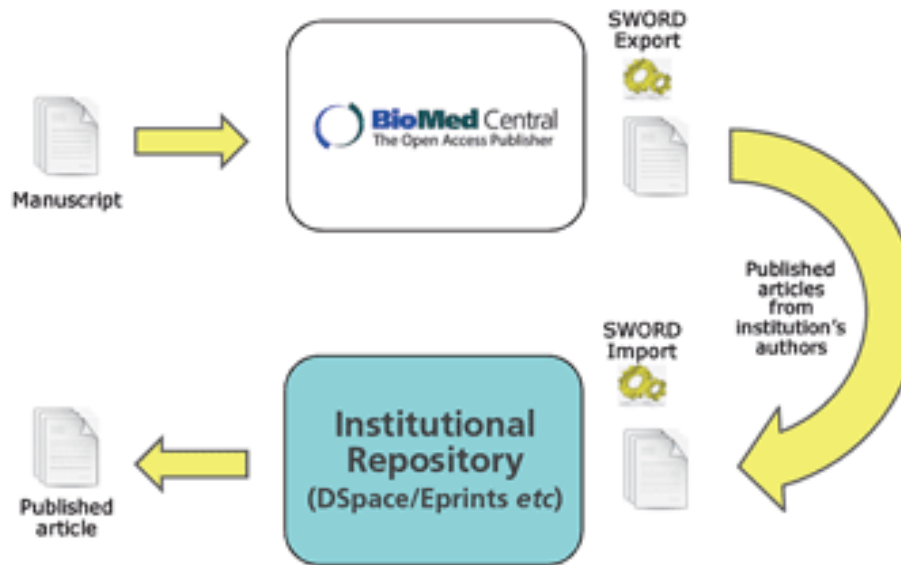 SWORD
Export
BioMed Central
The Open Access Publisher
Manuscript
Published
articles
from
institution's
authors
SWORD
Import
Institutional
Repository
(DSpace/Eprints etc)
Published
article